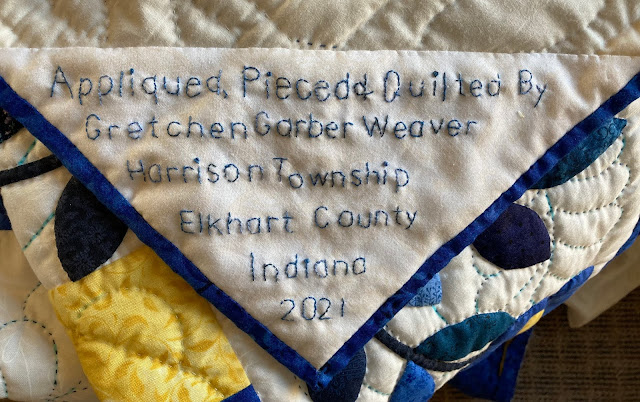 Appliqued, Pieced & Quilted By
Gretchen Garber Weaver
Harrison Township
Elkhart County
Indiana
2021